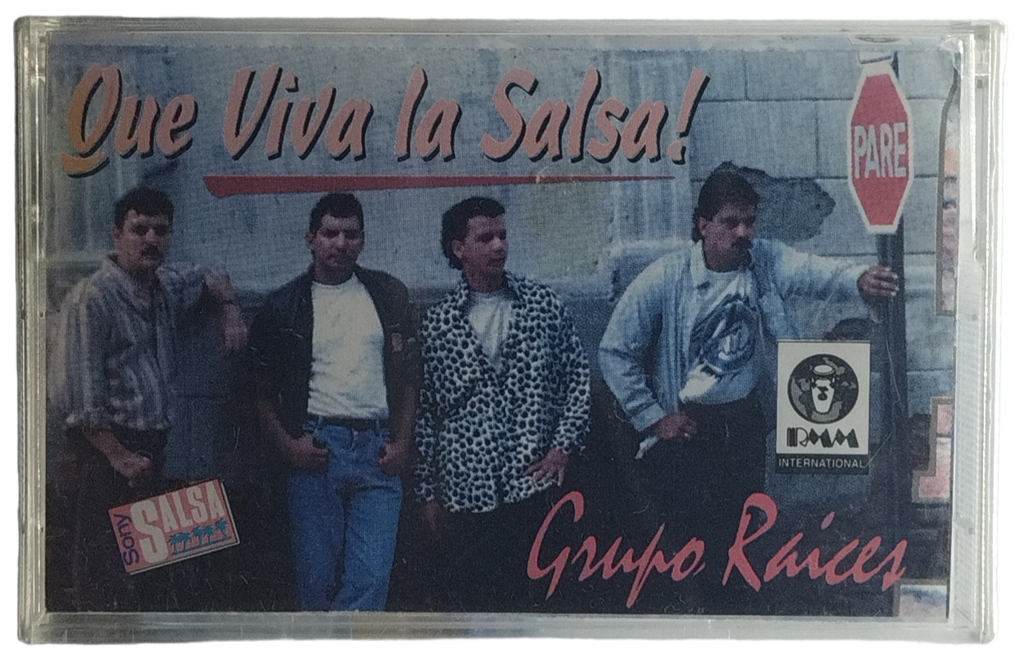 Que Viva la Salsa!
PARE
RMM
INTERNATIONAL
SONY
SALSA
Grupo Raices